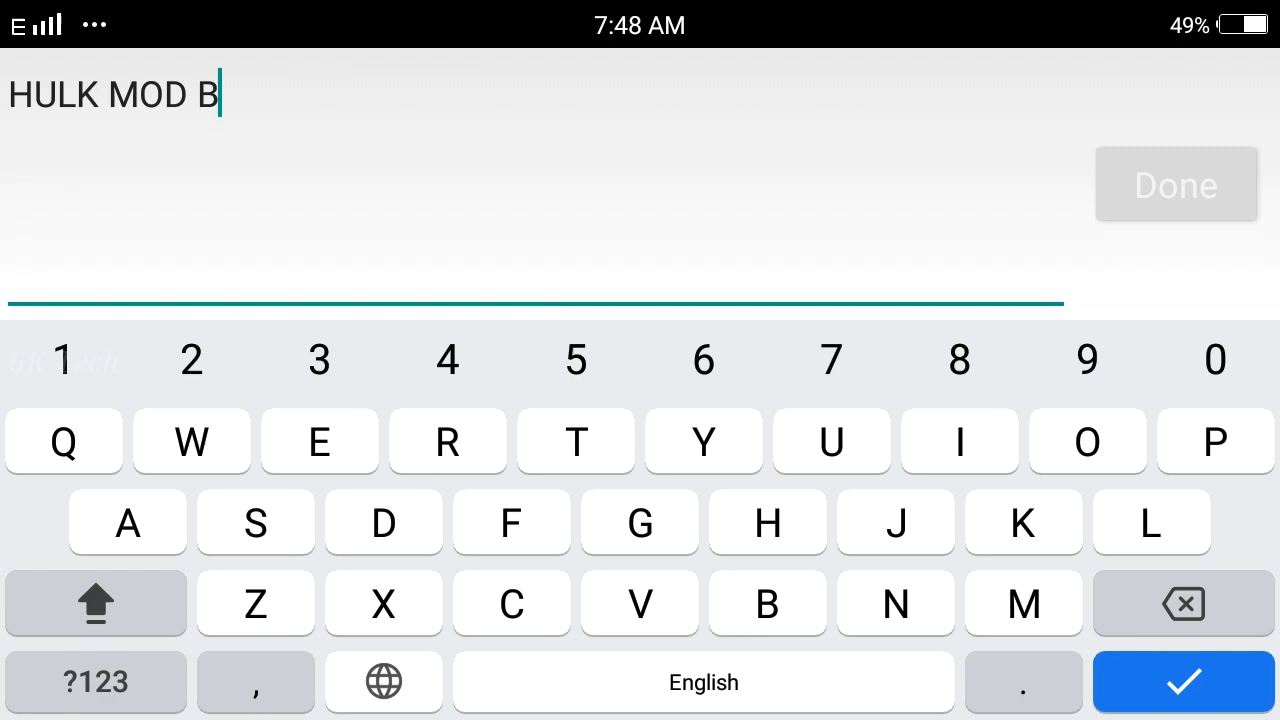 E 7:48 AM 49%
HULK MOD B
Done
1 2 3 4 5 6 7 8 9 0
Q W E R T Y U I O P
A S D F G H J K L
Z X C V B N M
?123 , English .